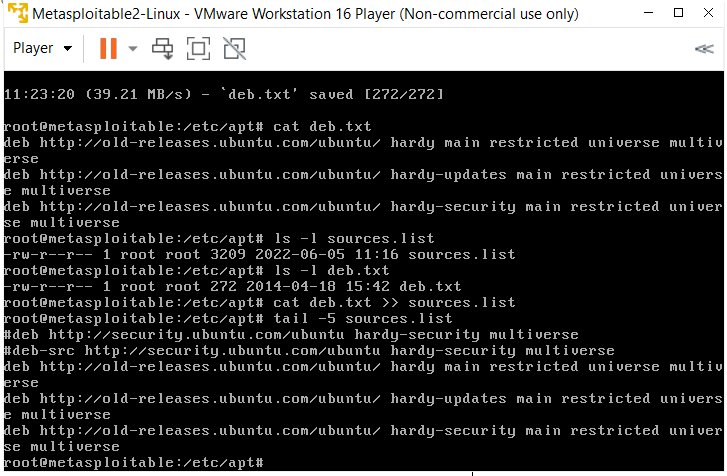 Metasploitable2-Linux - VMware Workstation 16 Player (Non-commercial use only)
Player
11:23:20 (39.21 MB/s) - `deb.txt' saved [272/272]
root@metasploitable:/etc/apt# cat deb.txt
deb http://old-releases.ubuntu.com/ubuntu/ hardy main restricted universe multiv
erse
deb http://old-releases.ubuntu.com/ubuntu/ hardy-updates main restricted univers
e multiverse
deb http://old-releases.ubuntu.com/ubuntu/ hardy-security main restricted univer
se multiverse
root@metasploitable:/etc/apt# ls -l sources.list
-rw-r--r-- 1 root root 3209 2022-06-05 11:16 sources.list
root@metasploitable:/etc/apt# ls -l deb.txt
-rw-r--r-- 1 root root 272 2014-04-18 15:42 deb.txt
root@metasploitable:/etc/apt# cat deb.txt >> sources.list
root@metasploitable:/etc/apt# tail -5 sources.list
#deb http://security.ubuntu.com/ubuntu hardy-security multiverse
#deb-src http://security.ubuntu.com/ubuntu hardy-security multiverse
deb http://old-releases.ubuntu.com/ubuntu/ hardy main restricted universe multiv
erse
deb http://old-releases.ubuntu.com/ubuntu/ hardy-updates main restricted univers
e multiverse
deb http://old-releases.ubuntu.com/ubuntu/ hardy-security main restricted univer
se multiverse
root@metasploitable:/etc/apt#